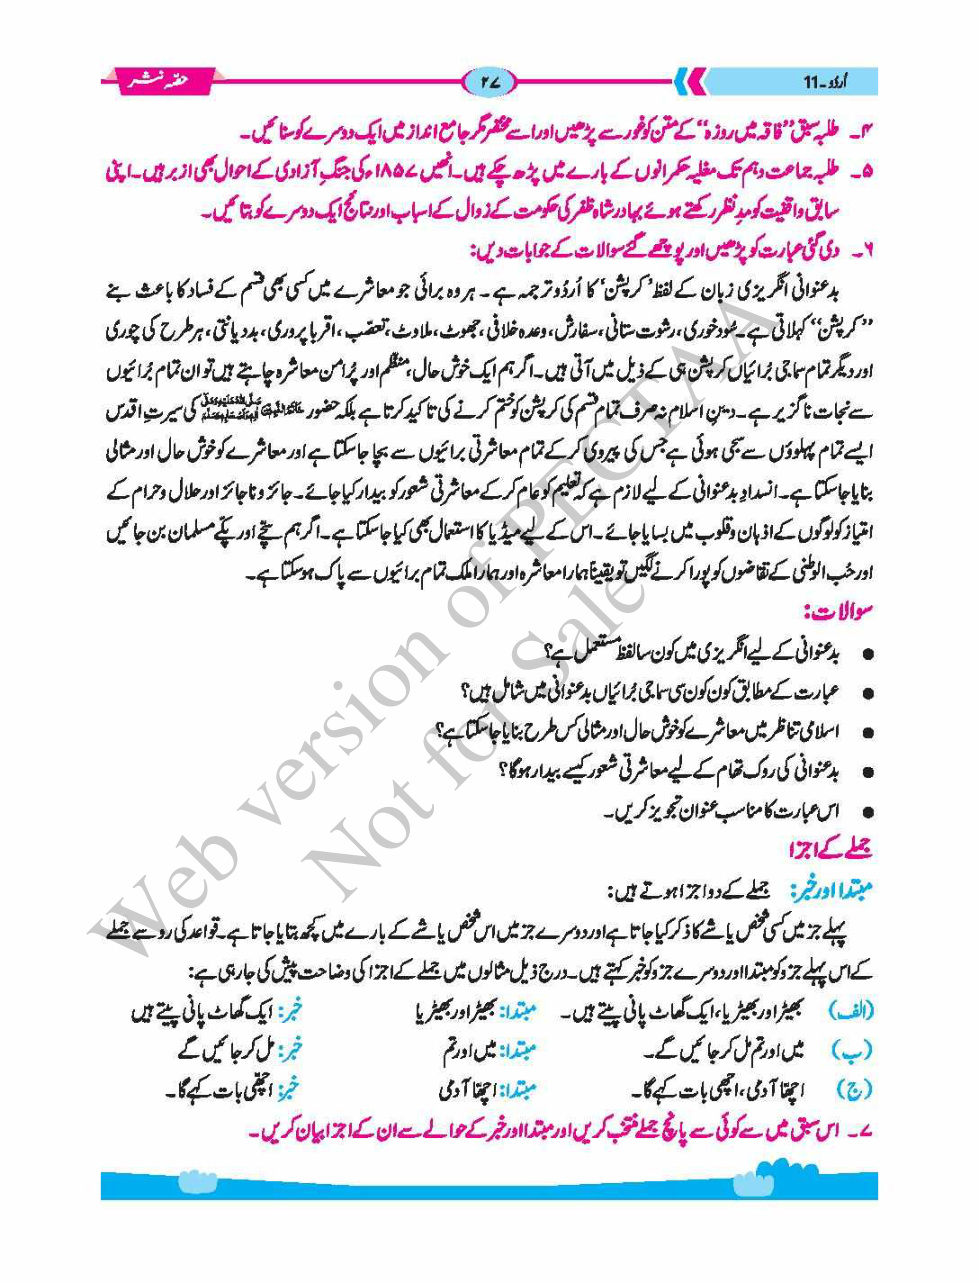 اُردُو ۔ 11
۲۷
حصّہ نثر
۴۔ طلبہ سبق ’’فاقہ میں روزہ‘‘ کے متن کو غور سے پڑھیں اور اسے مختصر مگر جامع انداز میں ایک دوسرے کو سنائیں۔
۵۔ طلبہ جماعت دہم تک مغلیہ حکمرانوں کے بارے میں پڑھ چکے ہیں۔ انھیں ۱۸۵۷ء کی جنگِ آزادی کے احوال بھی ازبر ہیں۔ اپنی
سابق واقفیت کو مدِنظر رکھتے ہوئے بہادر شاہ ظفر کی حکومت کے زوال کے اسباب اور نتائج ایک دوسرے کو بتائیں۔
۶۔ دی گئی عبارت کو پڑھیں اور پوچھے گئے سوالات کے جوابات دیں:
بدعنوانی انگریزی زبان کے لفظ ’کرپشن‘ کا اُردُو ترجمہ ہے۔ ہر وہ برائی جو معاشرے میں کسی بھی قسم کے فساد کا باعث بنے
’’کرپشن‘‘ کہلاتی ہے۔ سُود خوری، رشوت ستانی، سفارش، وعدہ خلافی، جھوٹ، ملاوٹ، تعصّب، اقربا پروری، بددیانتی، ہر طرح کی چوری
اور دیگر تمام سماجی بُرائیاں کرپشن ہی کے ذیل میں آتی ہیں۔ اگر ہم ایک خوش حال، منظّم اور پُرامن معاشرہ چاہتے ہیں تو ان تمام بُرائیوں
سے نجات ناگزیر ہے۔ دینِ اسلام نہ صرف تمام قسم کی کرپشن کو ختم کرنے کی تاکید کرتا ہے بلکہ حضور کی سیرتِ اقدس
ایسے تمام پہلوؤں سے سجی ہوئی ہے جس کی پیروی کر کے تمام معاشرتی برائیوں سے بچا جا سکتا ہے اور معاشرے کو خوش حال اور مثالی
بنایا جا سکتا ہے۔ انسدادِ بدعنوانی کے لیے لازم ہے کہ تعلیم کو عام کر کے معاشرتی شعور کو بیدار کیا جائے۔ جائز و ناجائز اور حلال و حرام کے
امتیاز کو لوگوں کے اذہان و قلوب میں بسایا جائے۔ اس کے لیے میڈیا کا استعمال بھی کیا جا سکتا ہے۔ اگر ہم سچّے اور پکّے مسلمان بن جائیں
اور حُب الوطنی کے تقاضوں کو پورا کرنے لگیں تو یقیناً ہمارا معاشرہ اور ہمارا ملک تمام برائیوں سے پاک ہو سکتا ہے۔
سوالات:
● بدعنوانی کے لیے انگریزی میں کون سا لفظ مستعمل ہے؟
● عبارت کے مطابق کون کون سی سماجی بُرائیاں بدعنوانی میں شامل ہیں؟
● اسلامی تناظر میں معاشرے کو خوش حال اور مثالی کس طرح بنایا جا سکتا ہے؟
● بدعنوانی کی روک تھام کے لیے معاشرتی شعور کیسے بیدار ہوگا؟
● اس عبارت کا مناسب عنوان تجویز کریں۔
جملے کے اجزا
مبتدا اور خبر: جملے کے دو اجزا ہوتے ہیں:
پہلے جز میں کسی شخص یا شے کا ذکر کیا جاتا ہے اور دوسرے جز میں اس شخص یا شے کے بارے میں کچھ بتایا جاتا ہے۔ قواعد کی رو سے جملے
کے اس پہلے جزو کو مبتدا اور دوسرے جزو کو خبر کہتے ہیں۔ درج ذیل مثالوں میں جملے کے اجزا کی وضاحت پیش کی جا رہی ہے:
(الف) بھیڑ اور بھیڑیا، ایک گھاٹ پانی پیتے ہیں۔ مبتدا: بھیڑ اور بھیڑیا خبر: ایک گھاٹ پانی پیتے ہیں
(ب) میں اور تم مل کر جائیں گے۔ مبتدا: میں اور تم خبر: مل کر جائیں گے
(ج) اچھّا آدمی، اچھی بات کہے گا۔ مبتدا: اچھّا آدمی خبر: اچھّی بات کہے گا۔
۷۔ اس سبق میں سے کوئی سے پانچ جملے منتخب کریں اور مبتدا اور خبر کے حوالے سے ان کے اجزا بیان کریں۔
Web version of PECTAA
Not for Sale